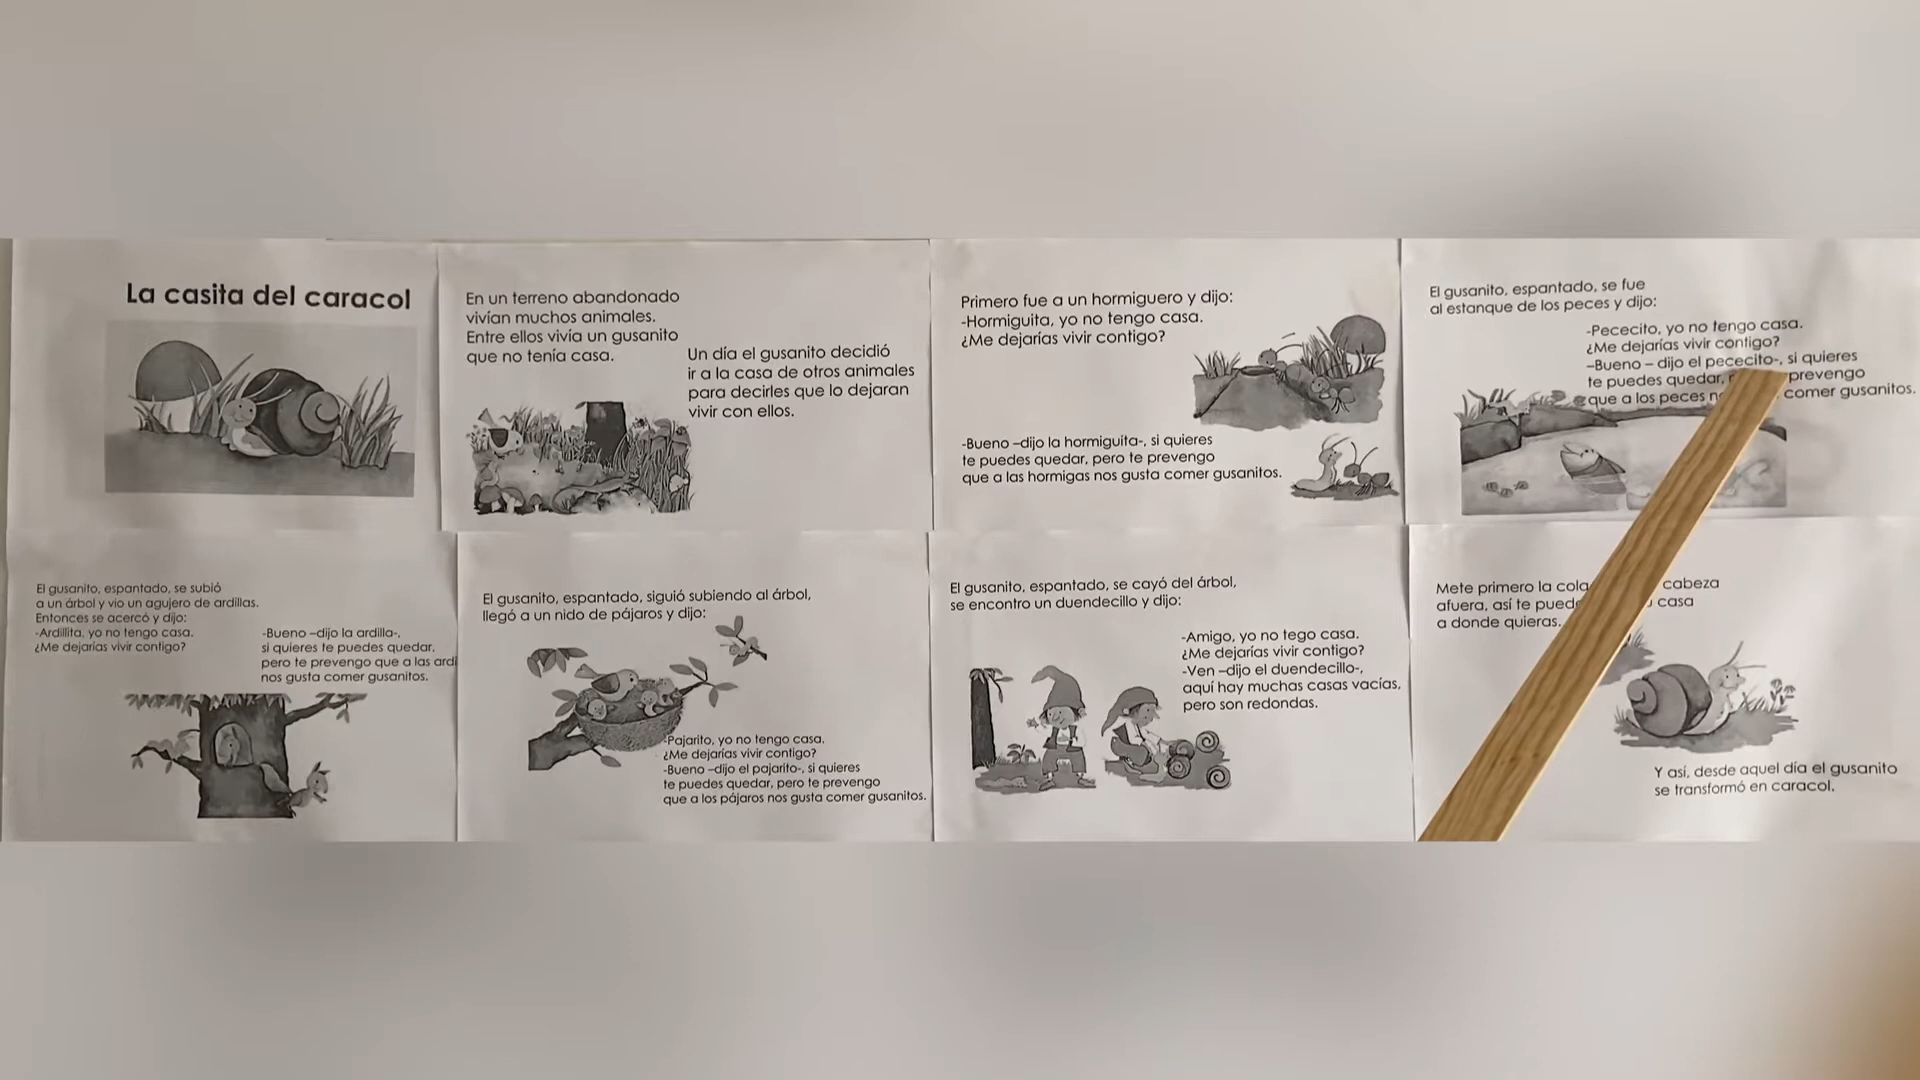 La casita del caracol
En un terreno abandonado
vivían muchos animales.
Entre ellos vivía un gusanito
que no tenía casa.
Un día el gusanito decidió
ir a la casa de otros animales
para decirles que lo dejaran
vivir con ellos.
Primero fue a un hormiguero y dijo:
-Hormiguita, yo no tengo casa.
¿Me dejarías vivir contigo?
-Bueno –dijo la hormiguita-, si quieres
te puedes quedar, pero te prevengo
que a las hormigas nos gusta comer gusanitos.
El gusanito, espantado, se fue
al estanque de los peces y dijo:
-Pececito, yo no tengo casa.
¿Me dejarías vivir contigo?
–Bueno – dijo el pececito-, si quieres
te puedes quedar, prevengo
que a los peces comer gusanitos.
El gusanito, espantado, se subió
a un árbol y vio un agujero de ardillas.
Entonces se acercó y dijo:
-Ardillita, yo no tengo casa.
¿Me dejarías vivir contigo?
-Bueno –dijo la ardilla-,
si quieres te puedes quedar,
pero te prevengo que a las ardi
nos gusta comer gusanitos.
El gusanito, espantado, siguió subiendo al árbol,
llegó a un nido de pájaros y dijo:
-Pajarito, yo no tengo casa.
¿Me dejarías vivir contigo?
-Bueno –dijo el pajarito-, si quieres
te puedes quedar, pero te prevengo
que a los pájaros nos gusta comer gusanitos.
El gusanito, espantado, se cayó del árbol,
se encontro un duendecillo y dijo:
-Amigo, yo no tego casa.
¿Me dejarías vivir contigo?
-Ven –dijo el duendecillo-,
aquí hay muchas casas vacías,
pero son redondas.
Mete primero la cola cabeza
afuera, así te casa
a donde quieras.
Y así, desde aquel día el gusanito
se transformó en caracol.